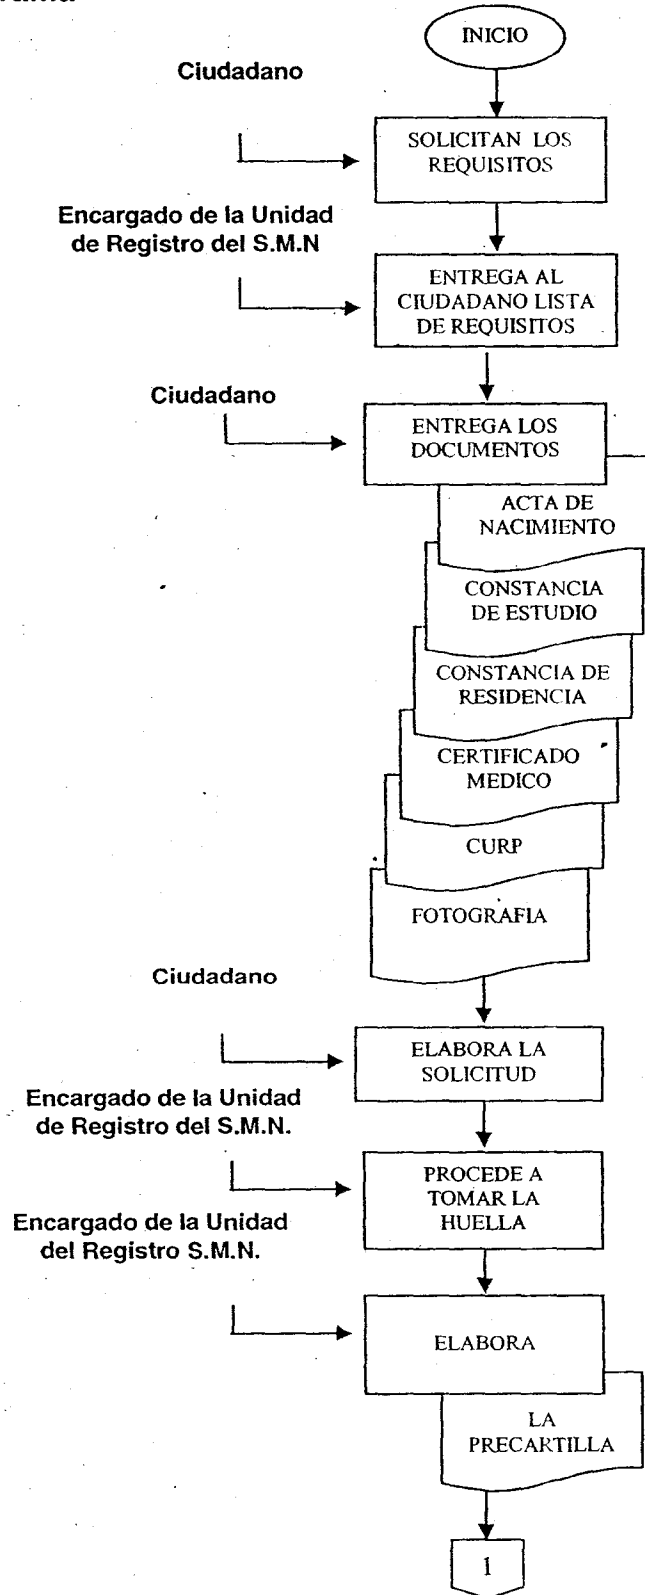 INICIO
Ciudadano
SOLICITAN LOS
REQUISITOS
Encargado de la Unidad
de Registro del S.M.N
ENTREGA AL
CIUDADANO LISTA
DE REQUISITOS
Ciudadano
ENTREGA LOS
DOCUMENTOS
ACTA DE
NACIMIENTO
CONSTANCIA
DE ESTUDIO
CONSTANCIA DE
RESIDENCIA
CERTIFICADO
MEDICO
CURP
FOTOGRAFIA
Ciudadano
ELABORA LA
SOLICITUD
Encargado de la Unidad
de Registro del S.M.N.
PROCEDE A
TOMAR LA
HUELLA
Encargado de la Unidad
del Registro S.M.N.
ELABORA
LA
PRECARTILLA
1